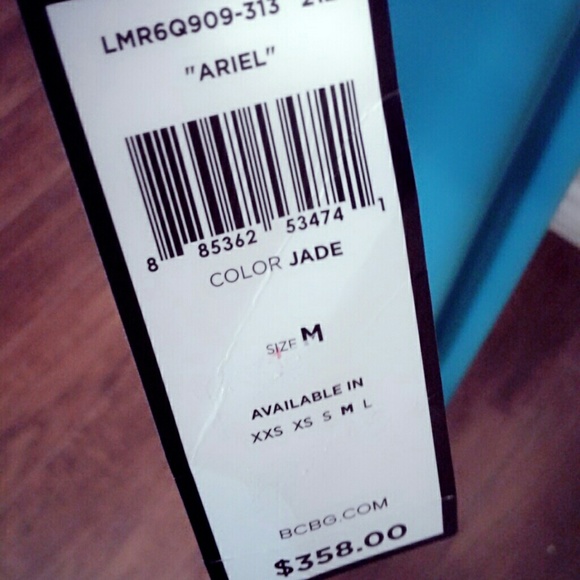 LMR6Q909-313
"ARIEL"
8 85362 53474 1
COLOR JADE
SIZE M
AVAILABLE IN
XXS XS S M L
BCBG.COM
$358.00